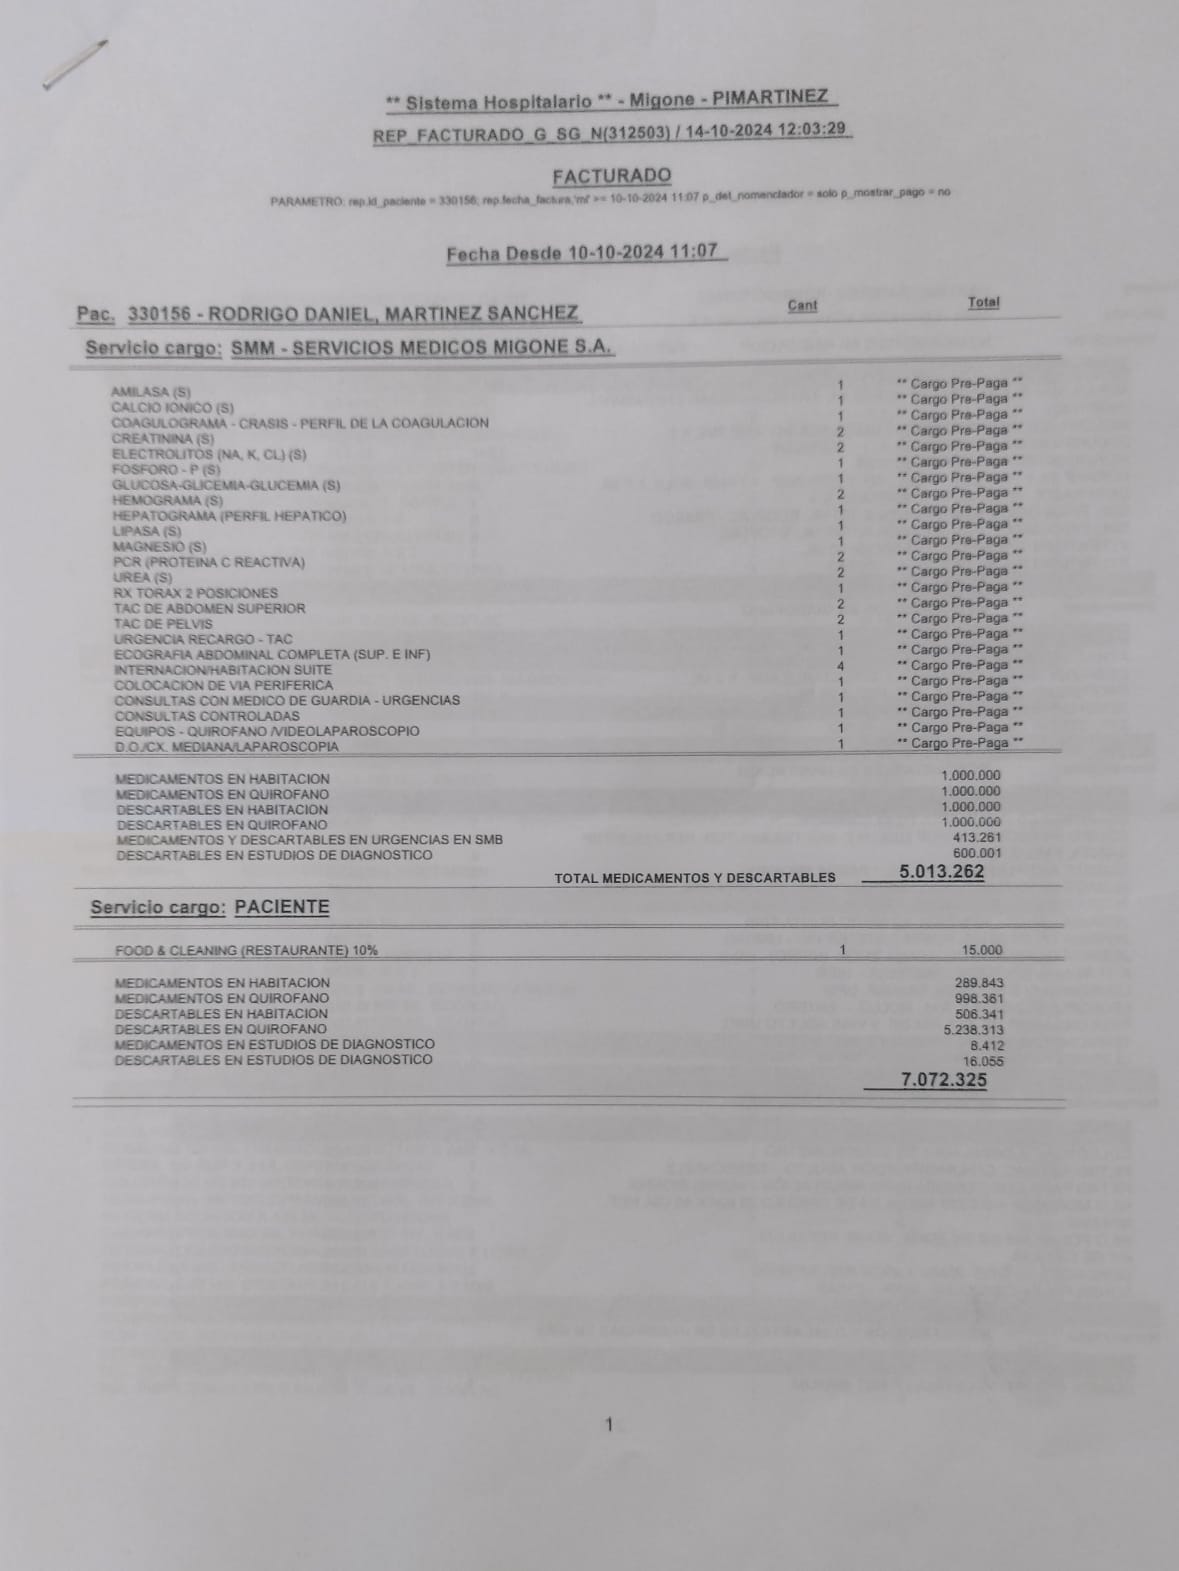 ** Sistema Hospitalario ** - Migone - PIMARTINEZ
REP_FACTURADO_G_SG_N(312503) / 14-10-2024 12:03:29
FACTURADO
PARAMETRO: rep.id_paciente = 330156; rep.fecha_factura,'mi' >= 10-10-2024 11:07 p_del_nomenclador = solo p_mostrar_pago = no
Fecha Desde 10-10-2024 11:07
Pac. 330156 - RODRIGO DANIEL, MARTINEZ SANCHEZ Cant Total
Servicio cargo: SMM - SERVICIOS MEDICOS MIGONE S.A.
AMILASA (S) 1 ** Cargo Pre-Paga **
CALCIO IONICO (S) 1 ** Cargo Pre-Paga **
COAGULOGRAMA - CRASIS - PERFIL DE LA COAGULACION 1 ** Cargo Pre-Paga **
CREATININA (S) 2 ** Cargo Pre-Paga **
ELECTROLITOS (NA, K, CL) (S) 2 ** Cargo Pre-Paga **
FOSFORO - P (S) 1 ** Cargo Pre-Paga **
GLUCOSA-GLICEMIA-GLUCEMIA (S) 1 ** Cargo Pre-Paga **
HEMOGRAMA (S) 2 ** Cargo Pre-Paga **
HEPATOGRAMA (PERFIL HEPATICO) 1 ** Cargo Pre-Paga **
LIPASA (S) 1 ** Cargo Pre-Paga **
MAGNESIO (S) 1 ** Cargo Pre-Paga **
PCR (PROTEINA C REACTIVA) 2 ** Cargo Pre-Paga **
UREA (S) 2 ** Cargo Pre-Paga **
RX TORAX 2 POSICIONES 1 ** Cargo Pre-Paga **
TAC DE ABDOMEN SUPERIOR 2 ** Cargo Pre-Paga **
TAC DE PELVIS 2 ** Cargo Pre-Paga **
URGENCIA RECARGO - TAC 1 ** Cargo Pre-Paga **
ECOGRAFIA ABDOMINAL COMPLETA (SUP. E INF) 1 ** Cargo Pre-Paga **
INTERNACION/HABITACION SUITE 4 ** Cargo Pre-Paga **
COLOCACION DE VIA PERIFERICA 1 ** Cargo Pre-Paga **
CONSULTAS CON MEDICO DE GUARDIA - URGENCIAS 1 ** Cargo Pre-Paga **
CONSULTAS CONTROLADAS 1 ** Cargo Pre-Paga **
EQUIPOS - QUIROFANO /VIDEOLAPAROSCOPIO 1 ** Cargo Pre-Paga **
D.O./CX. MEDIANA/LAPAROSCOPIA 1 ** Cargo Pre-Paga **
MEDICAMENTOS EN HABITACION 1.000.000
MEDICAMENTOS EN QUIROFANO 1.000.000
DESCARTABLES EN HABITACION 1.000.000
DESCARTABLES EN QUIROFANO 1.000.000
MEDICAMENTOS Y DESCARTABLES EN URGENCIAS EN SMB 413.261
DESCARTABLES EN ESTUDIOS DE DIAGNOSTICO 600.001
TOTAL MEDICAMENTOS Y DESCARTABLES 5.013.262
Servicio cargo: PACIENTE
FOOD & CLEANING (RESTAURANTE) 10% 1 15.000
MEDICAMENTOS EN HABITACION 289.843
MEDICAMENTOS EN QUIROFANO 998.361
DESCARTABLES EN HABITACION 506.341
DESCARTABLES EN QUIROFANO 5.238.313
MEDICAMENTOS EN ESTUDIOS DE DIAGNOSTICO 8.412
DESCARTABLES EN ESTUDIOS DE DIAGNOSTICO 16.055
7.072.325
1